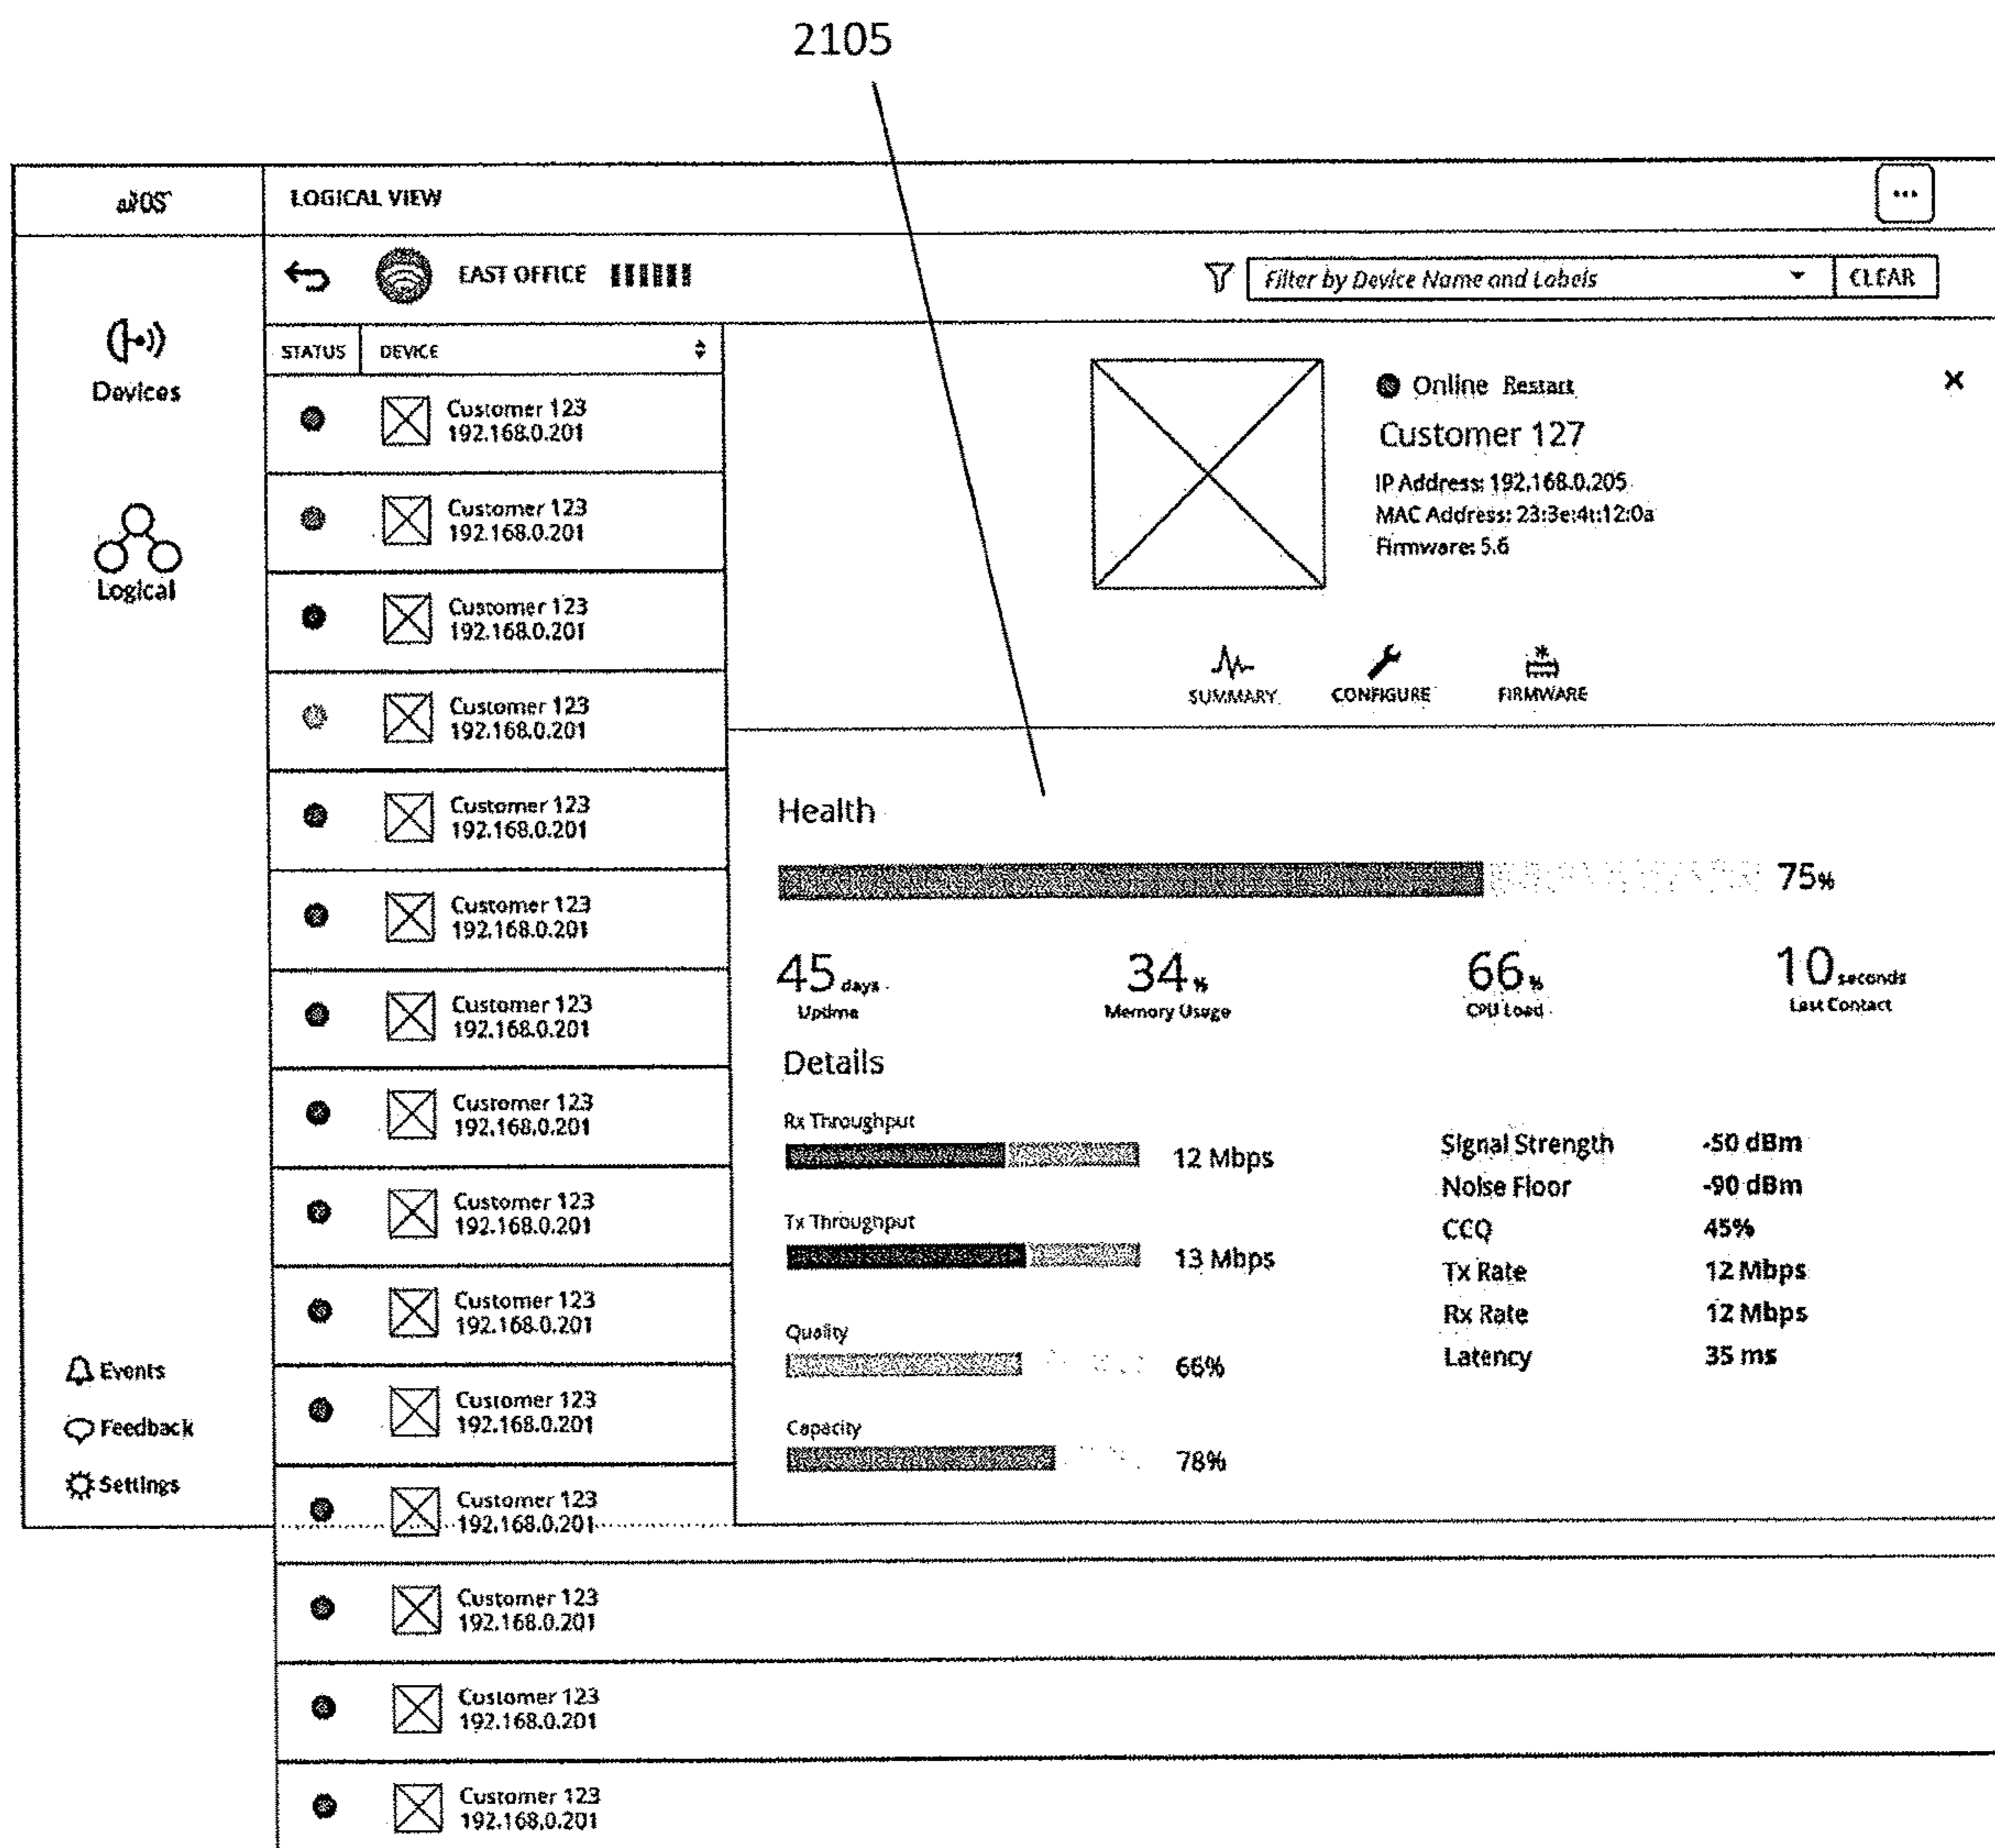 2105
airOS
LOGICAL VIEW
...
EAST OFFICE
Filter by Device Name and Labels
CLEAR
Devices
Logical
Events
Feedback
Settings
STATUS DEVICE
Customer 123
192.168.0.201
Customer 123
192.168.0.201
Customer 123
192.168.0.201
Customer 123
192.168.0.201
Customer 123
192.168.0.201
Customer 123
192.168.0.201
Customer 123
192.168.0.201
Customer 123
192.168.0.201
Customer 123
192.168.0.201
Customer 123
192.168.0.201
Customer 123
192.168.0.201
Customer 123
192.168.0.201
Customer 123
192.168.0.201
Customer 123
192.168.0.201
Customer 123
192.168.0.201
Online Restart
Customer 127
IP Address: 192.168.0.205
MAC Address:
Firmware: 5.6
SUMMARY CONFIGURE FIRMWARE
Health
75%
45 days
Uptime
34%
Memory Usage
66%
CPU Load
10 seconds
Last Contact
Details
Rx Throughput
12 Mbps
Tx Throughput
13 Mbps
Quality
66%
Capacity
78%
Signal Strength -50 dBm
Noise Floor -90 dBm
CCQ 45%
Tx Rate 12 Mbps
Rx Rate 12 Mbps
Latency 35 ms